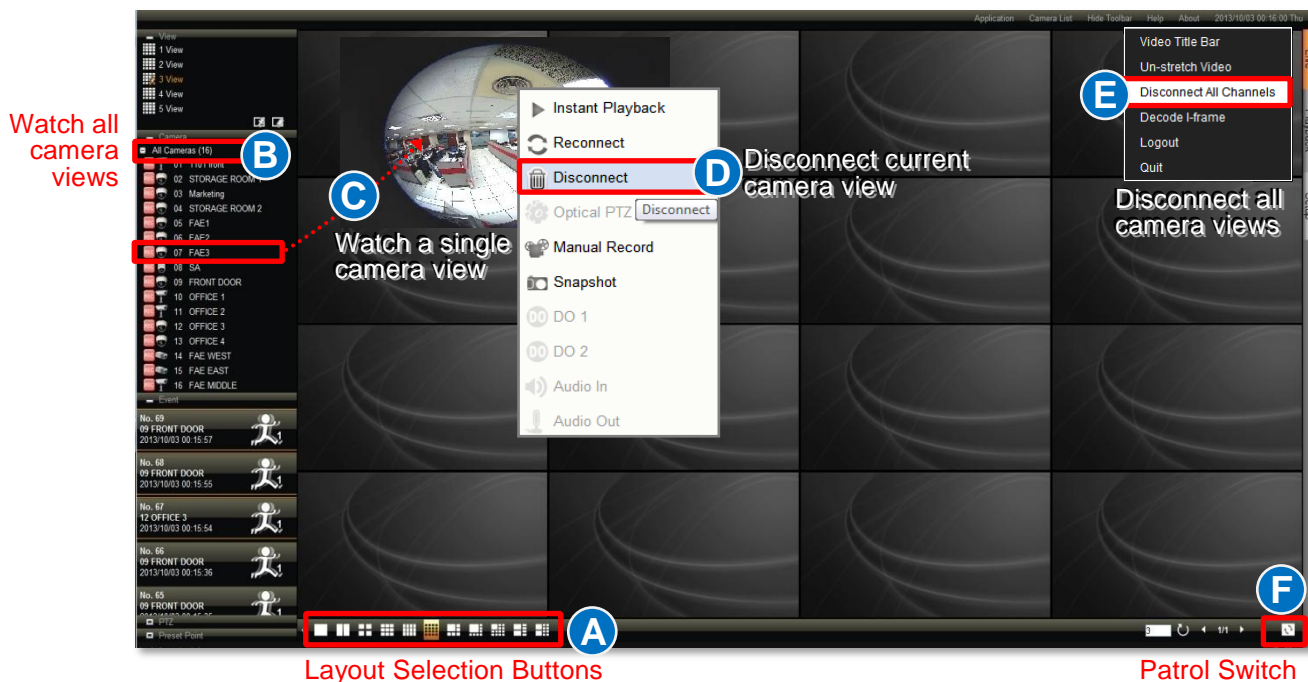 Application Camera List Hide Toolbar Help About 2013/10/03 00:16:00 Thu
View
1 View
2 View
3 View
4 View
5 View
Camera
All Cameras (16)
02 STORAGE ROOM 1
03 Marketing
04 STORAGE ROOM 2
05 FAE1
06 FAE2
07 FAE3
08 SA
09 FRONT DOOR
10 OFFICE 1
11 OFFICE 2
12 OFFICE 3
13 OFFICE 4
14 FAE WEST
15 FAE EAST
16 FAE MIDDLE
Event
No. 69
09 FRONT DOOR
2013/10/03 00:15:57
1
No. 68
09 FRONT DOOR
2013/10/03 00:15:55
1
No. 67
12 OFFICE 3
2013/10/03 00:15:54
1
No. 66
09 FRONT DOOR
2013/10/03 00:15:36
1
No. 65
09 FRONT DOOR
1
PTZ
Preset Point
Watch all
camera
views
B
C
Watch a single
camera view
Instant Playback
Reconnect
Disconnect
Optical PTZ
Disconnect
Manual Record
Snapshot
DO DO 1
DO DO 2
Audio In
Audio Out
D
Disconnect current
camera view
Video Title Bar
Un-stretch Video
Disconnect All Channels
Decode I-frame
Logout
Quit
E
Disconnect all
camera views
A
Layout Selection Buttons
3
1/1
F
Patrol Switch